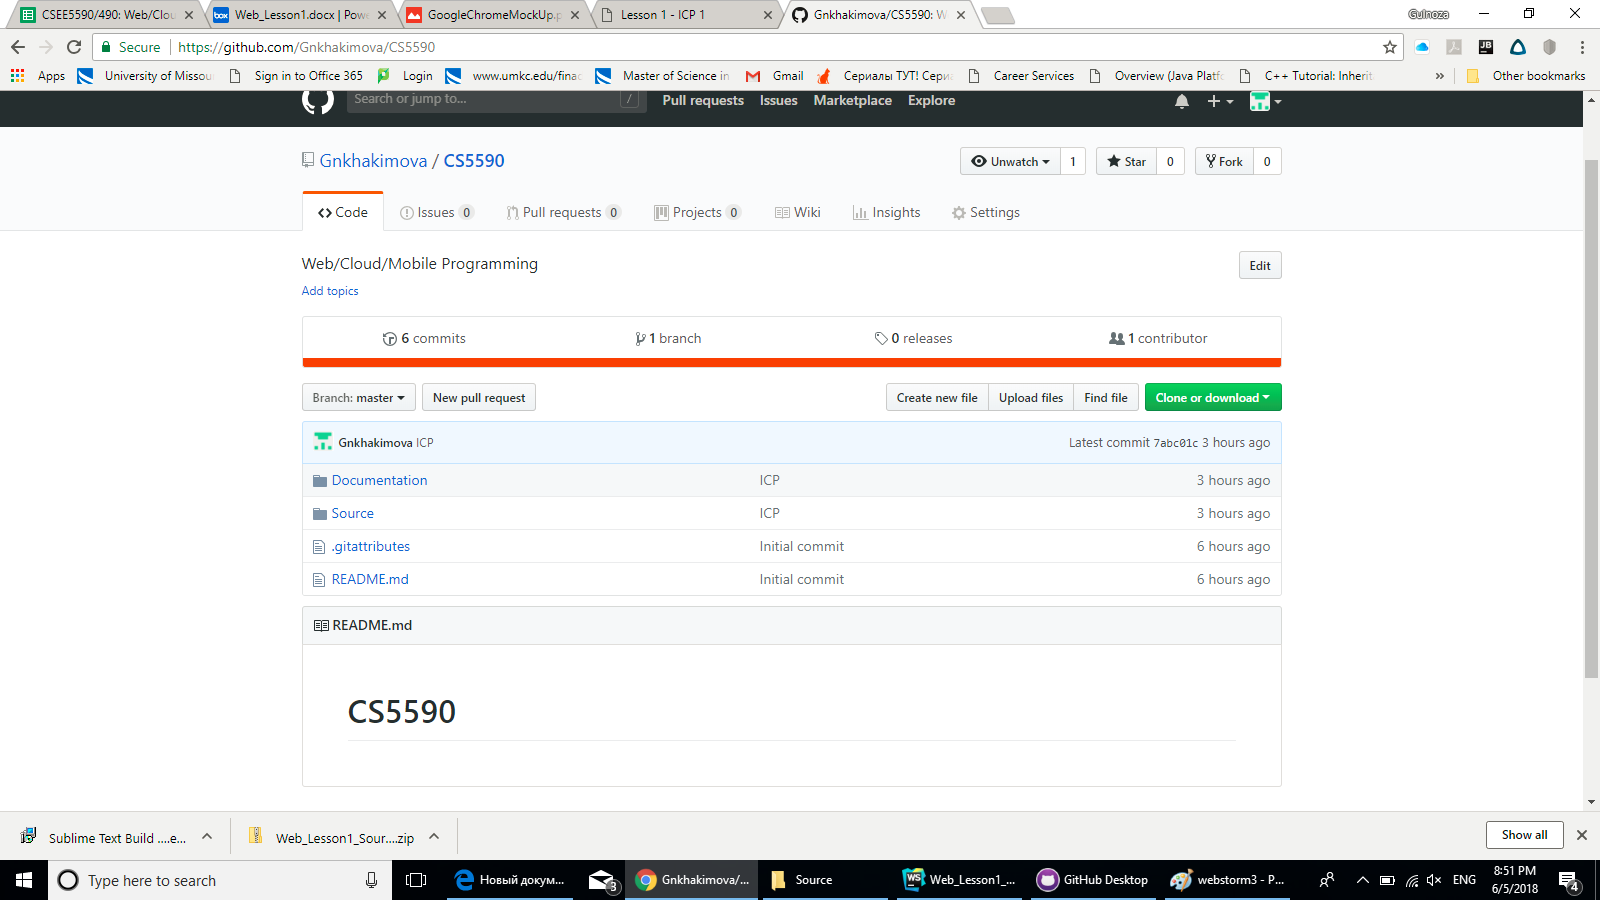 CSEE5590/490: Web/Clou
Web_Lesson1.docx | Powe
GoogleChromeMockUp.p
Lesson 1 - ICP 1
Gnkhakimova/CS5590: W
Gulnoza
Secure
https://github.com/Gnkhakimova/CS5590
Apps
University of Missou
Sign in to Office 365
Login
www.umkc.edu/finac
Master of Science in
Gmail
Сериалы ТУТ! Сериа
Career Services
Overview (Java Platfo
C++ Tutorial: Inherit
»
Other bookmarks
Search or jump to...
/
Pull requests
Issues
Marketplace
Explore
Gnkhakimova / CS5590
Unwatch 1
Star 0
Fork 0
Code
Issues 0
Pull requests 0
Projects 0
Wiki
Insights
Settings
Web/Cloud/Mobile Programming
Edit
Add topics
6 commits
1 branch
0 releases
1 contributor
Branch: master
New pull request
Create new file
Upload files
Find file
Clone or download
Gnkhakimova ICP
Latest commit 7abc01c 3 hours ago
Documentation ICP 3 hours ago
Source ICP 3 hours ago
.gitattributes Initial commit 6 hours ago
README.md Initial commit 6 hours ago
README.md
CS5590
Sublime Text Build ....e...
Web_Lesson1_Sour....zip
Show all
Type here to search
Новый докум...
3
Gnkhakimova/...
Source
Web_Lesson1_...
GitHub Desktop
webstorm3 - P...
ENG
8:51 PM
6/5/2018
4